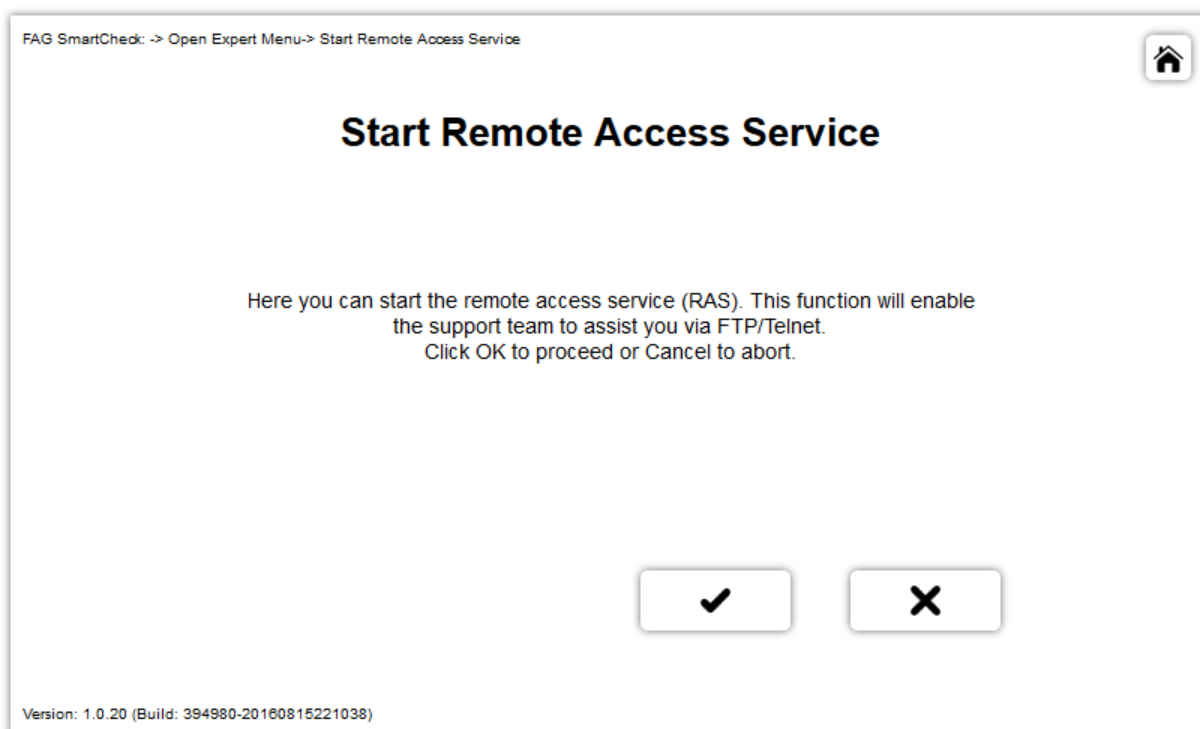 FAG SmartCheck: -> Open Expert Menu-> Start Remote Access Service
Start Remote Access Service
Here you can start the remote access service (RAS). This function will enable
the support team to assist you via FTP/Telnet.
Click OK to proceed or Cancel to abort.
Version: 1.0.20 (Build: 394980-20160815221038)